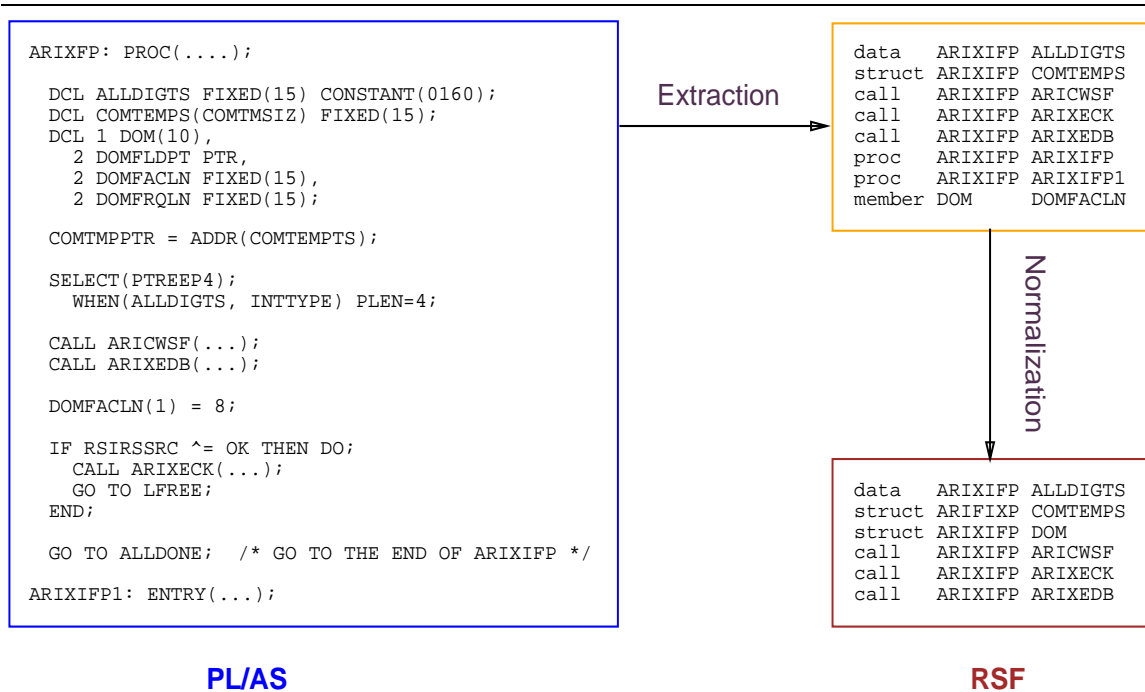 ARIXFP: PROC(....);
DCL ALLDIGTS FIXED(15) CONSTANT(0160);
DCL COMTEMPS(COMTMSIZ) FIXED(15);
DCL 1 DOM(10),
2 DOMFLDPT PTR,
2 DOMFACLN FIXED(15),
2 DOMFRQLN FIXED(15);
COMTMPPTR = ADDR(COMTEMPTS);
SELECT(PTREEP4);
WHEN(ALLDIGTS, INTTYPE) PLEN=4;
CALL ARICWSF(...);
CALL ARIXEDB(...);
DOMFACLN(1) = 8;
IF RSIRSSRC ^= OK THEN DO;
CALL ARIXECK(...);
GO TO LFREE;
END;
GO TO ALLDONE;  /* GO TO THE END OF ARIXIFP */
ARIXIFP1: ENTRY(...);
PL/AS
Extraction
data ARIXIFP ALLDIGTS
struct ARIXIFP COMTEMPS
call ARIXIFP ARICWSF
call ARIXIFP ARIXECK
call ARIXIFP ARIXEDB
proc ARIXIFP ARIXIFP
proc ARIXIFP ARIXIFP1
member DOM DOMFACLN
Normalization
data ARIXIFP ALLDIGTS
struct ARIFIXP COMTEMPS
struct ARIXIFP DOM
call ARIXIFP ARICWSF
call ARIXIFP ARIXECK
call ARIXIFP ARIXEDB
RSF